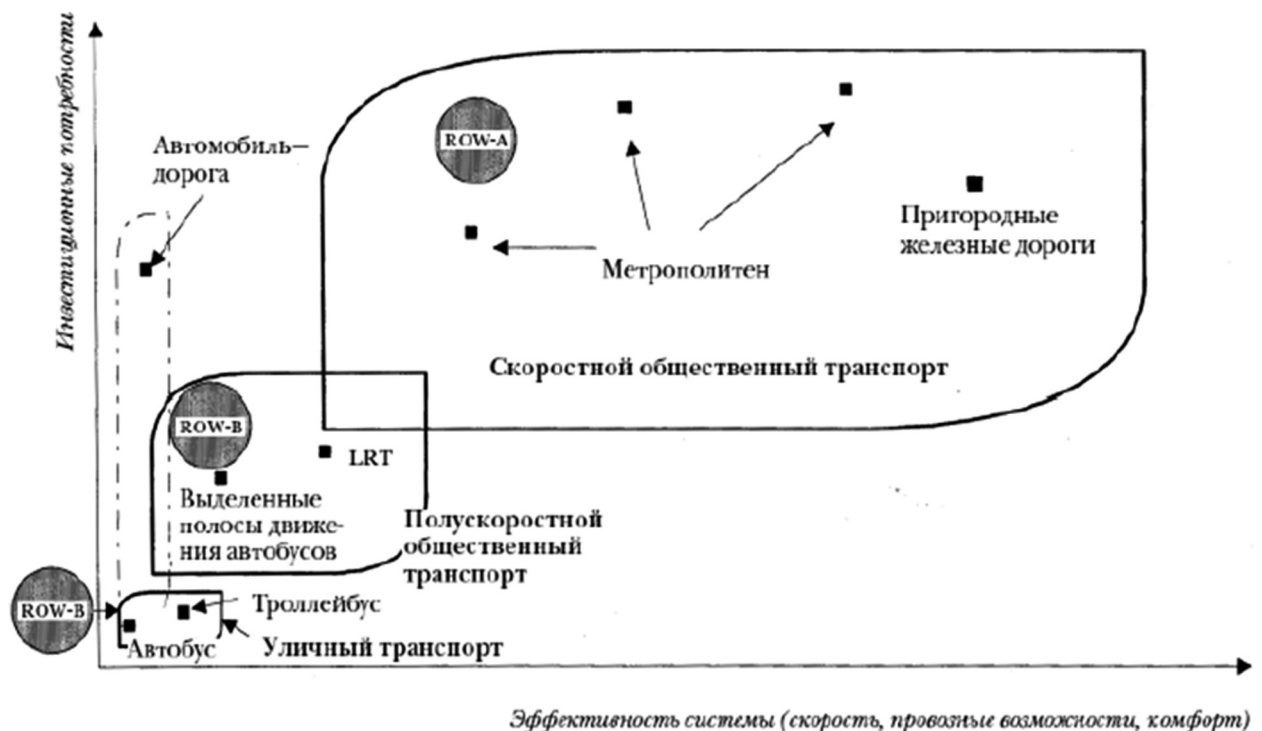 Инвестиционные потребности
Автомобиль—
дорога
ROW-A
Пригородные
железные дороги
Метрополитен
Скоростной общественный транспорт
ROW-B
LRT
Выделенные
полосы движе-
ния автобусов
Полускоростной
общественный
транспорт
ROW-B
Троллейбус
Автобус
Уличный транспорт
Эффективность системы (скорость, провозные возможности, комфорт)